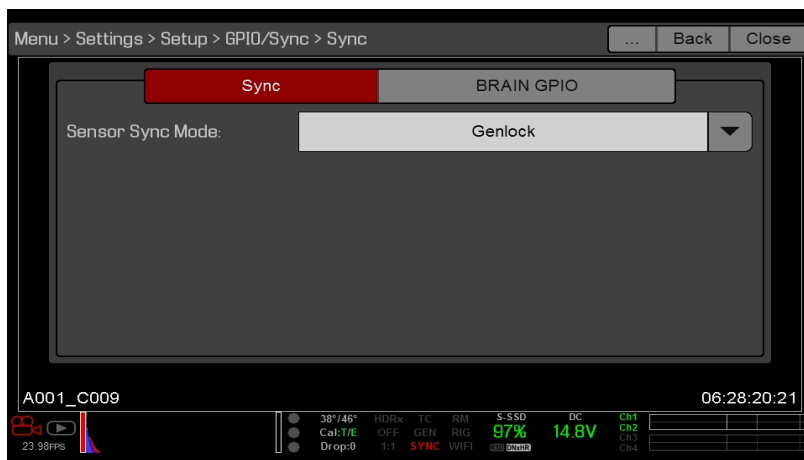 Menu > Settings > Setup > GPIO/Sync > Sync ... Back Close
Sync BRAIN GPIO
Sensor Sync Mode: Genlock
A001_C009 06:28:20:21
38°/46° HDRx TC RM S-SSD DC Ch1
Cal:T/E OFF GEN RIG 97% 14.8V Ch2
23.98FPS Drop:0 1:1 SYNC WIFI DNxHR Ch3
Ch4